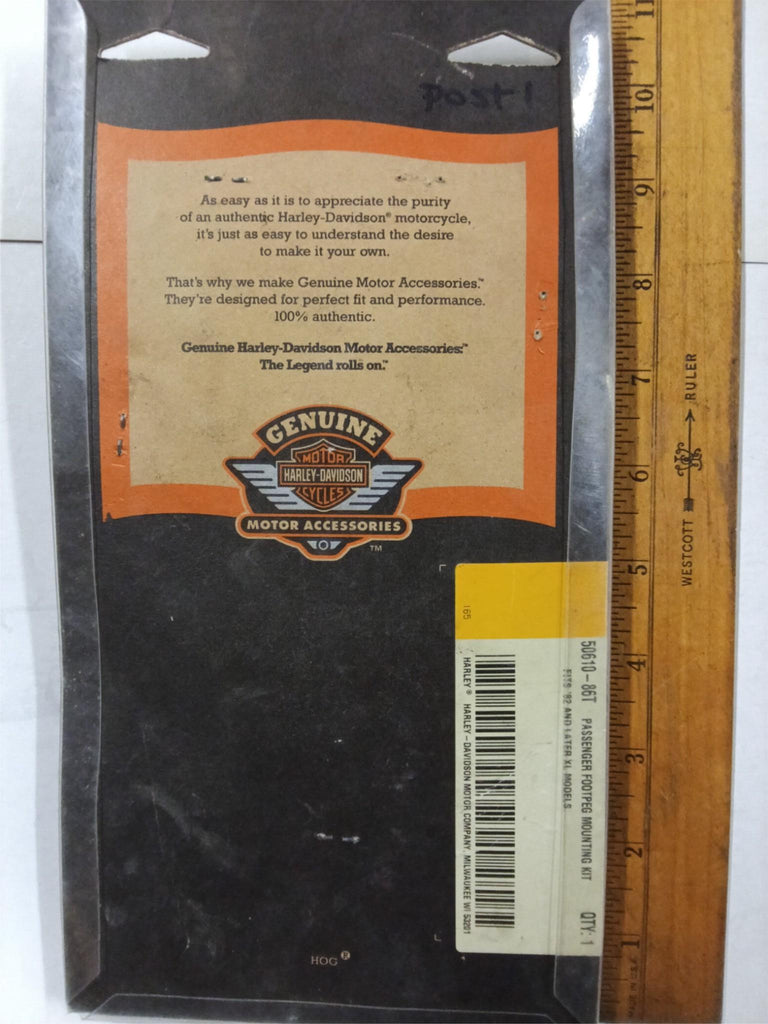 post 1
As easy as it is to appreciate the purity
of an authentic Harley-Davidson® motorcycle,
it's just as easy to understand the desire
to make it your own.
That's why we make Genuine Motor Accessories.™
They're designed for perfect fit and performance.
100% authentic.
Genuine Harley-Davidson Motor Accessories:™
The Legend rolls on.™
GENUINE
MOTOR
HARLEY-DAVIDSON
CYCLES
MOTOR ACCESSORIES
™
165
50610-86T PASSENGER FOOTPEG MOUNTING KIT QTY: 1
FITS '82 AND LATER XL MODELS
HARLEY® HARLEY-DAVIDSON MOTOR COMPANY, MILWAUKEE WI 53201
HOG®
11
10
9
8
7
6
5
4
3
2
1
WESTCOTT W RULER
MADE IN U.S.A.